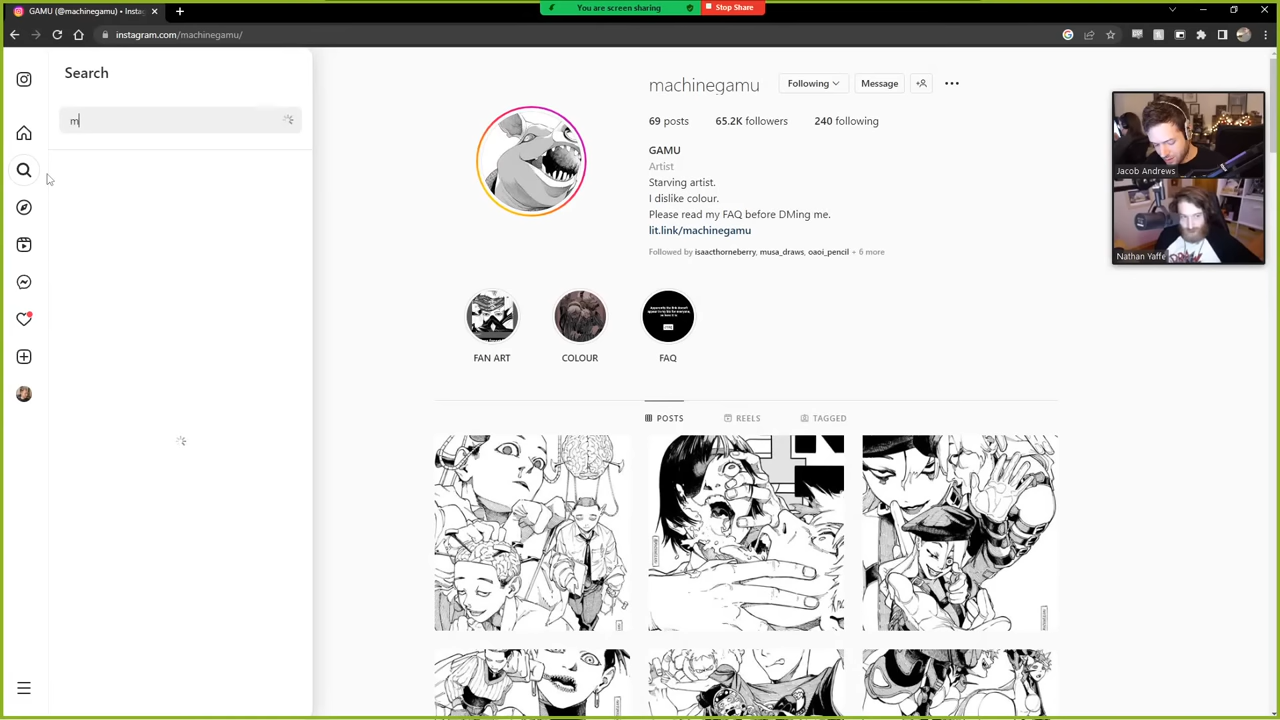 GAMU (@machinegamu) • Insta
You are screen sharing
Stop Share
instagram.com/machinegamu/
Search
m
machinegamu
Following
Message
69 posts
65.2K followers
240 following
GAMU
Artist
Starving artist.
I dislike colour.
Please read my FAQ before DMing me.
lit.link/machinegamu
Followed by isaacthorneberry, musa_draws, oaoi_pencil + 6 more
FAN ART
COLOUR
FAQ
POSTS
REELS
TAGGED
Jacob Andrews
Nathan Yaffe